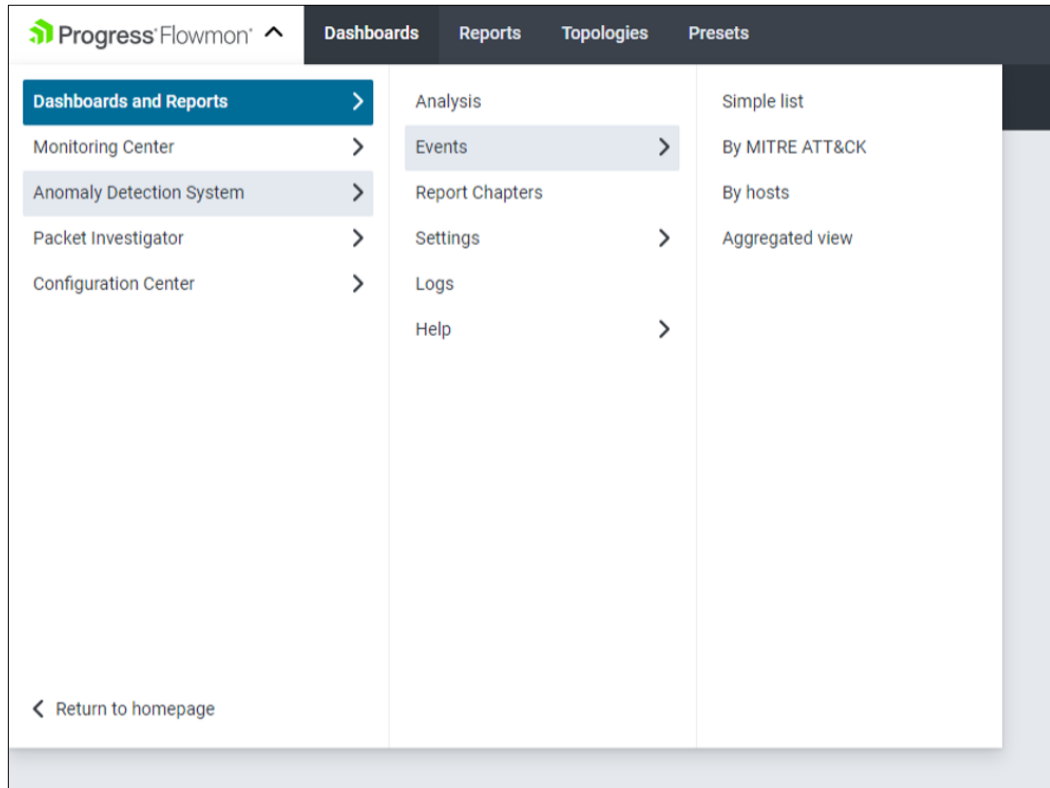 Progress Flowmon
Dashboards
Reports
Topologies
Presets
Dashboards and Reports
Monitoring Center
Anomaly Detection System
Packet Investigator
Configuration Center
Return to homepage
Analysis
Events
Report Chapters
Settings
Logs
Help
Simple list
By MITRE ATT&CK
By hosts
Aggregated view